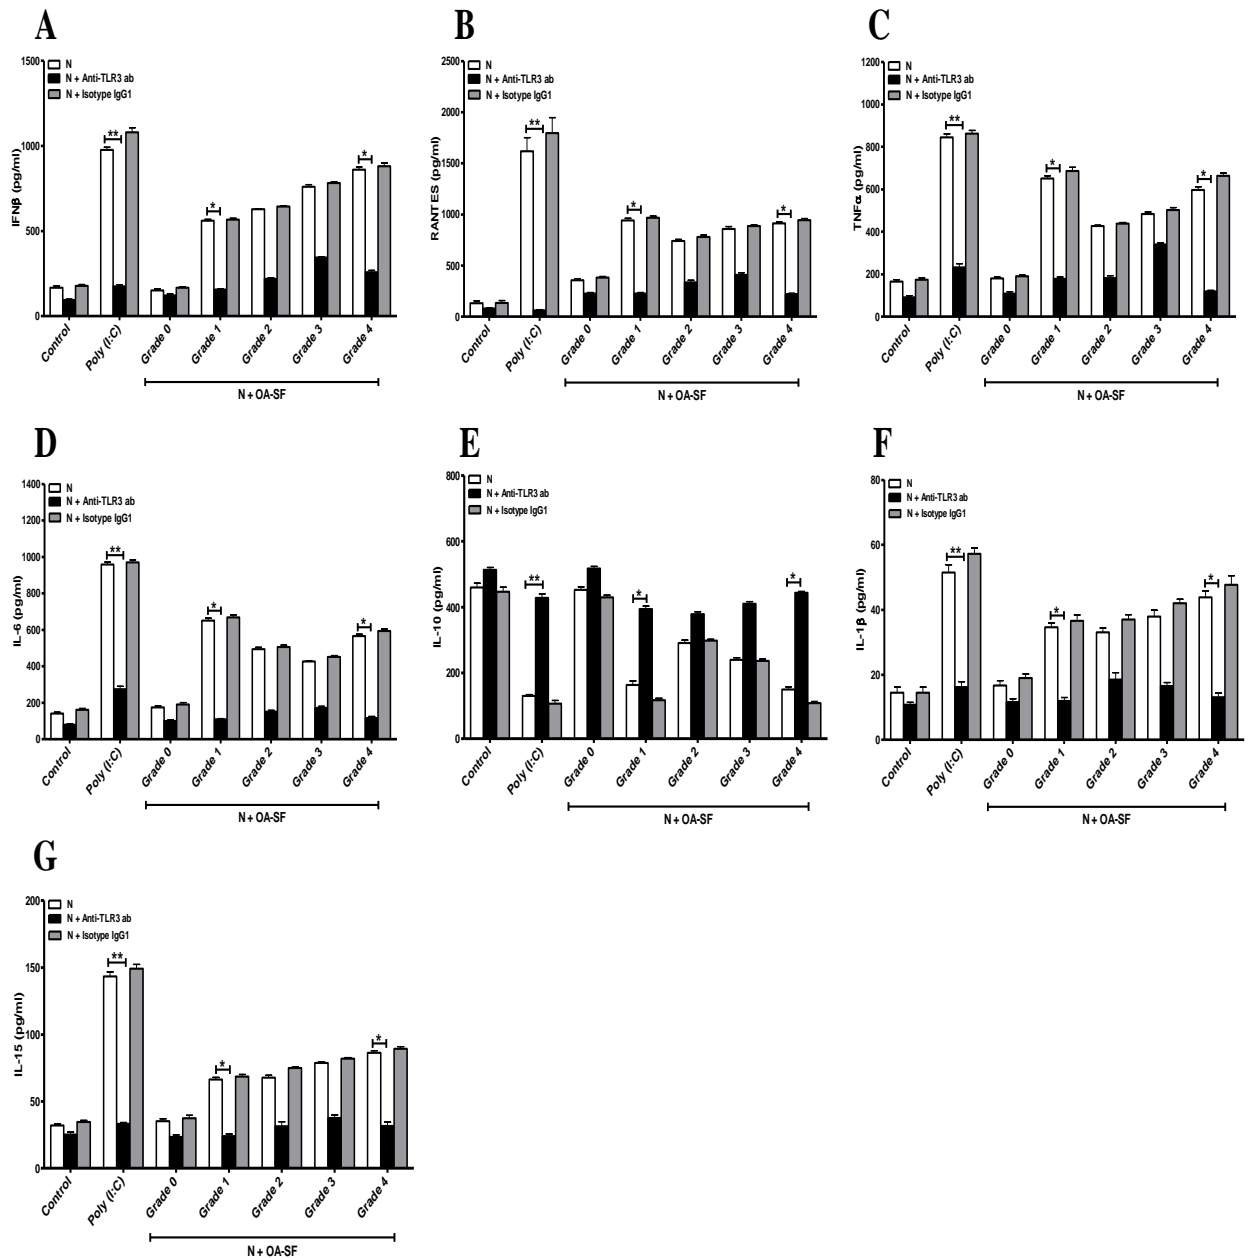 A
1500
1000
500
0
IFNβ (pg/ml)
N
N + Anti-TLR3 ab
N + Isotype IgG1
**
*
*
Control
Poly (I:C)
Grade 0
Grade 1
Grade 2
Grade 3
Grade 4
N + OA-SF
B
2500
2000
1500
1000
500
0
RANTES (pg/ml)
N
N + Anti-TLR3 ab
N + Isotype IgG1
**
*
*
Control
Poly (I:C)
Grade 0
Grade 1
Grade 2
Grade 3
Grade 4
N + OA-SF
C
1200
1000
800
600
400
200
0
TNFα (pg/ml)
N
N + Anti-TLR3 ab
N + Isotype IgG1
**
*
*
Control
Poly (I:C)
Grade 0
Grade 1
Grade 2
Grade 3
Grade 4
N + OA-SF
D
1400
1200
1000
800
600
400
200
0
IL-6 (pg/ml)
N
N + Anti-TLR3 ab
N + Isotype IgG1
**
*
*
Control
Poly (I:C)
Grade 0
Grade 1
Grade 2
Grade 3
Grade 4
N + OA-SF
E
800
600
400
200
0
IL-10 (pg/ml)
N
N + Anti-TLR3 ab
N + Isotype IgG1
**
*
*
Control
Poly (I:C)
Grade 0
Grade 1
Grade 2
Grade 3
Grade 4
N + OA-SF
F
80
60
40
20
0
IL-1β (pg/ml)
N
N + Anti-TLR3 ab
N + Isotype IgG1
**
*
*
Control
Poly (I:C)
Grade 0
Grade 1
Grade 2
Grade 3
Grade 4
N + OA-SF
G
200
150
100
50
0
IL-15 (pg/ml)
N
N + Anti-TLR3 ab
N + Isotype IgG1
**
*
*
Control
Poly (I:C)
Grade 0
Grade 1
Grade 2
Grade 3
Grade 4
N + OA-SF